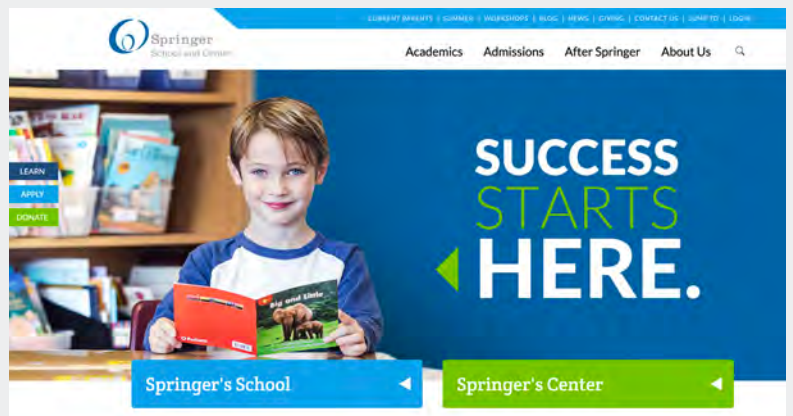 CURRENT PARENTS | SUMMER | WORKSHOPS | BLOG | NEWS | GIVING | CONTACT US | JUMP TO | LOGIN
Springer
School and Center
Academics Admissions After Springer About Us
LEARN
APPLY
DONATE
SUCCESS
STARTS
HERE.
Big and Little
Springer's School
Springer's Center